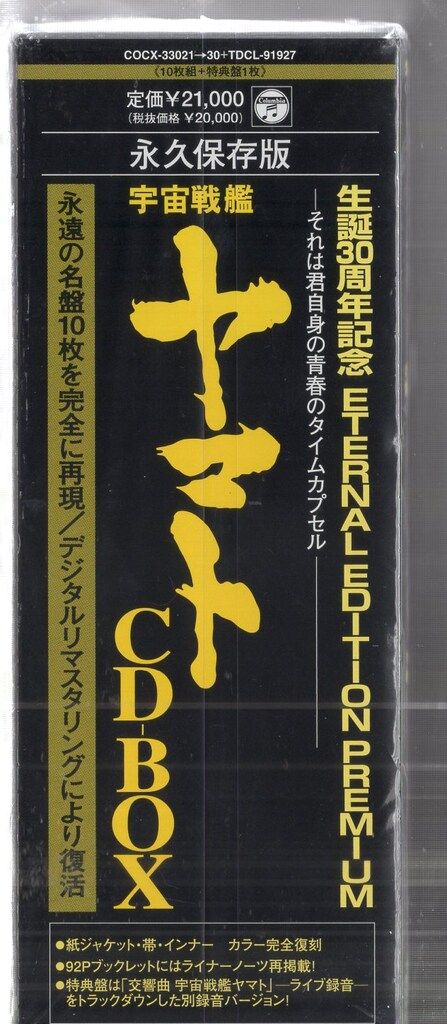 COCX-33021→30+TDCL-91927
《10枚組+特典盤1枚》
定価¥21,000
(税抜価格 ¥20,000)
Columbia
永久保存版
生誕30周年記念 ETERNAL EDITION PREMIUM
―それは君自身の青春のタイムカプセル―
宇宙戦艦
ヤマト
CD-BOX
永遠の名盤10枚を完全に再現/デジタルリマスタリングにより復活
•紙ジャケット・帯・インナー カラー完全復刻
•92Pブックレットにはライナーノーツ再掲載!
•特典盤は「交響曲 宇宙戦艦ヤマト」―ライブ録音―
をトラックダウンした別録音バージョン!